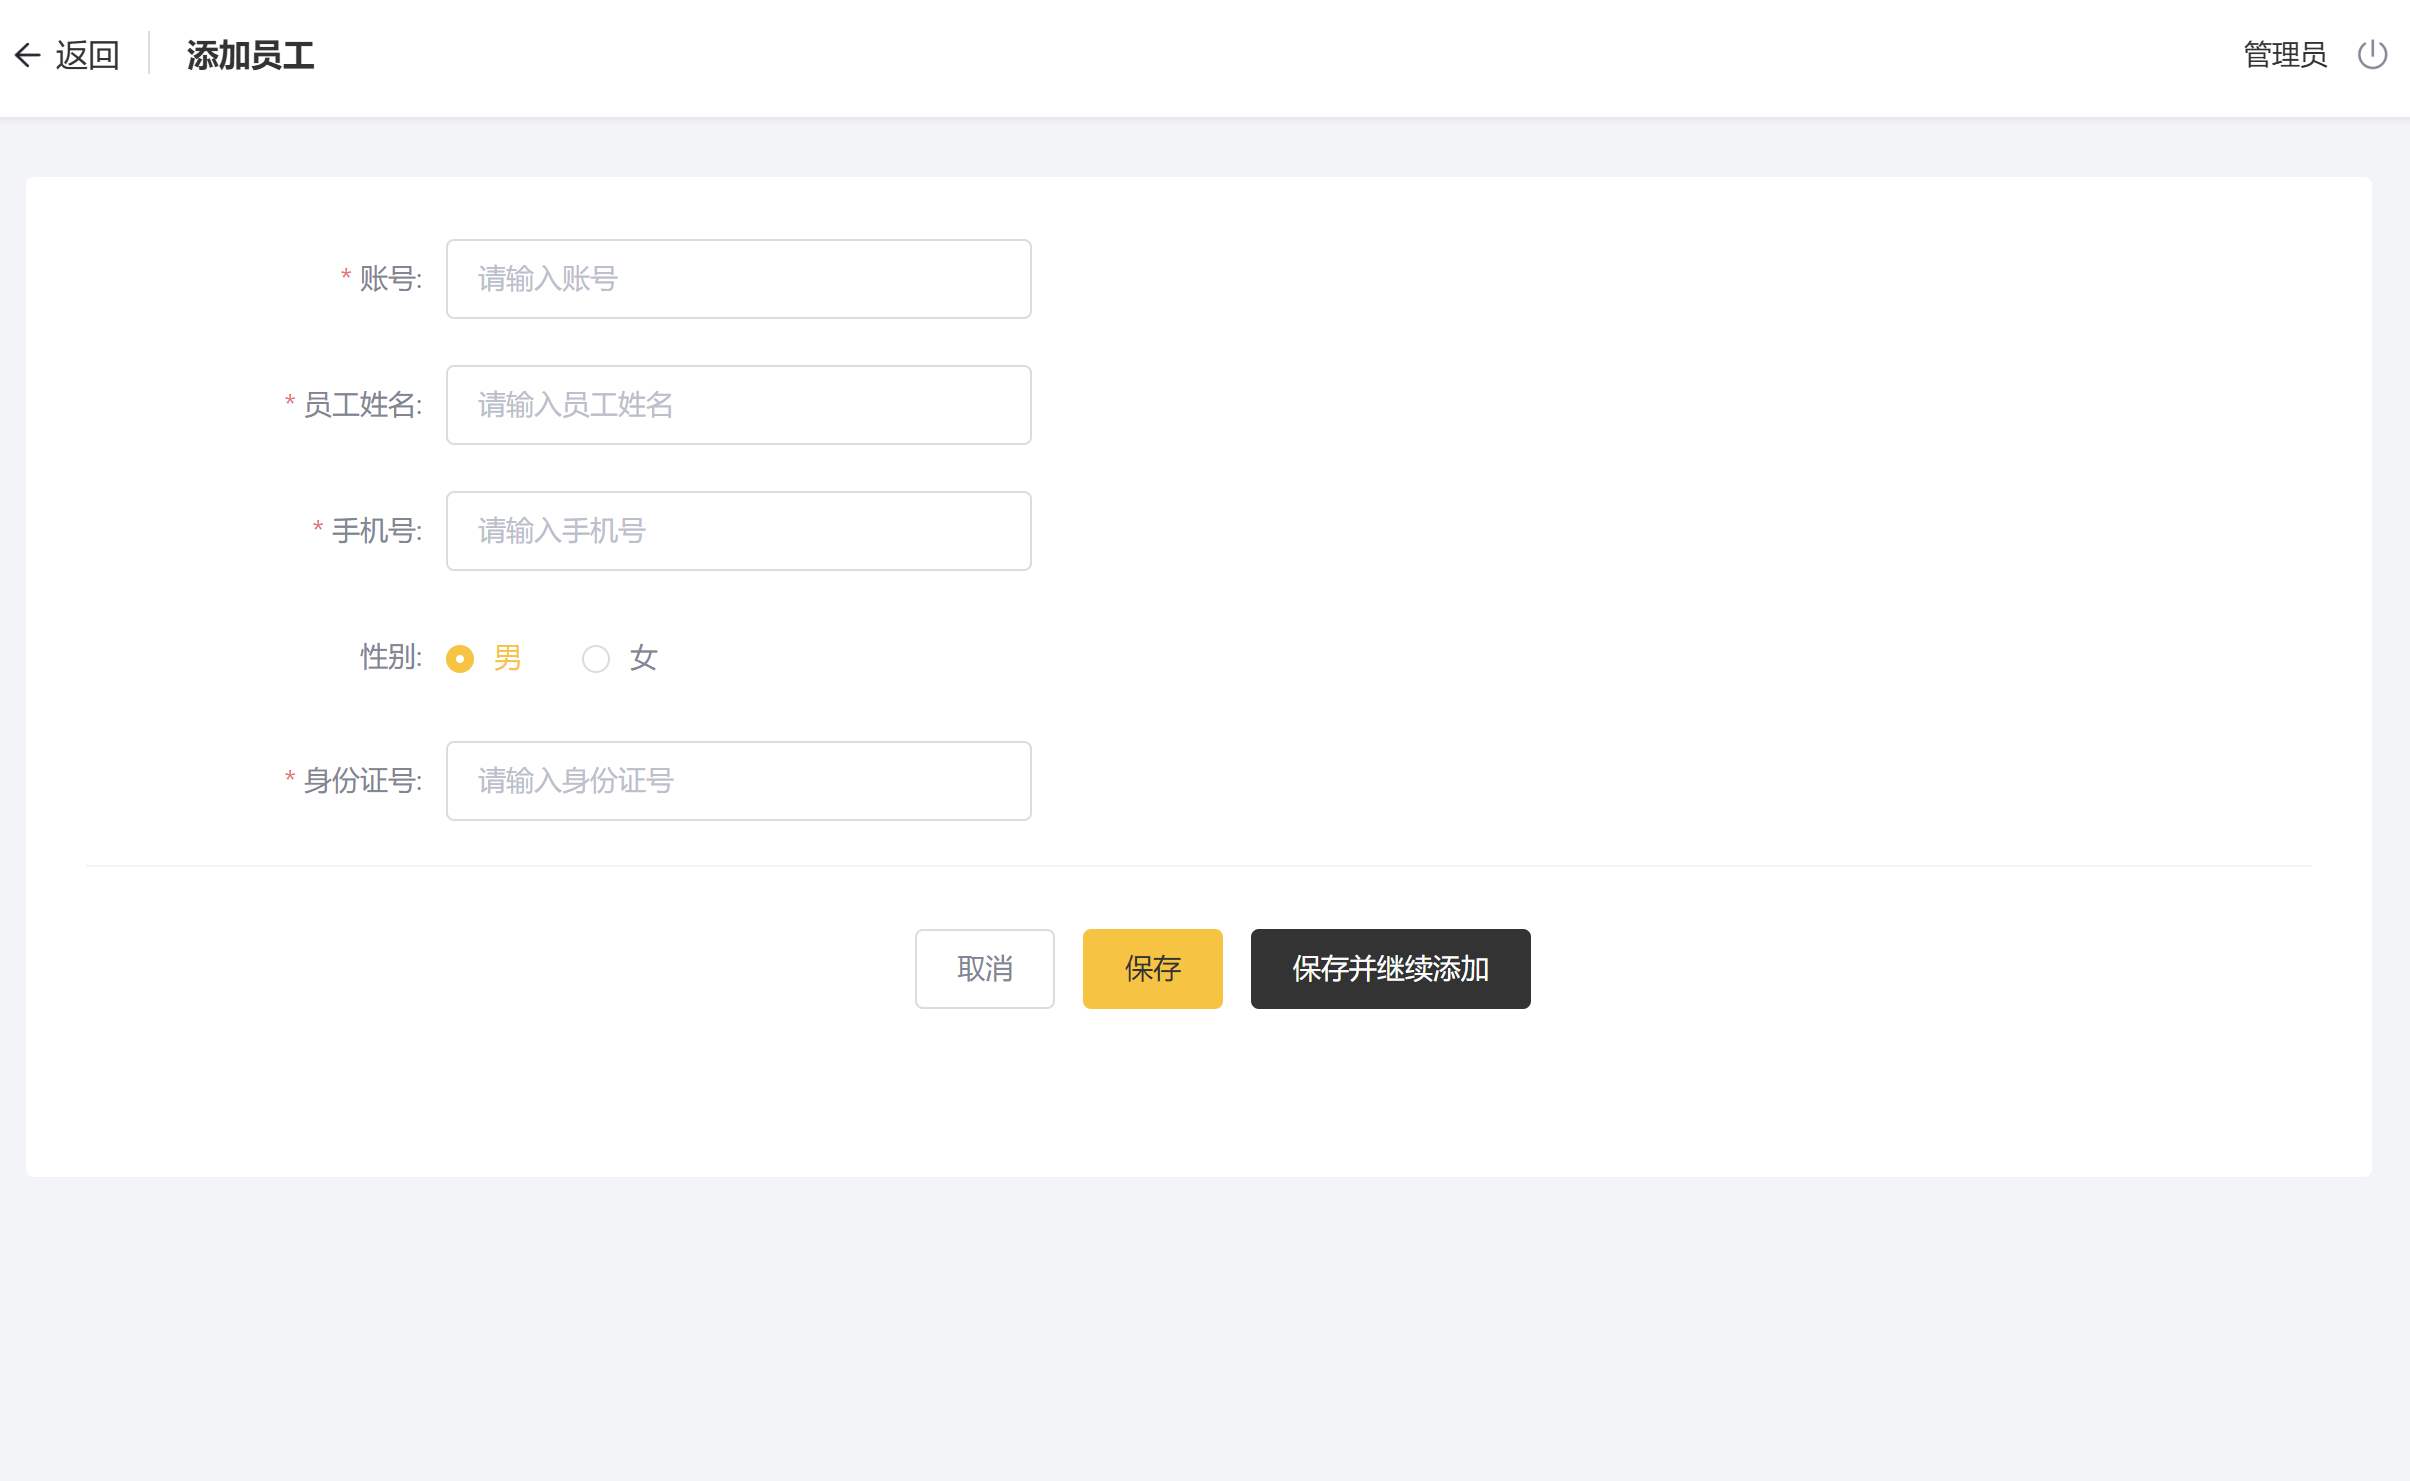 返回 添加员工 管理员
* 账号: 请输入账号
* 员工姓名: 请输入员工姓名
* 手机号: 请输入手机号
性别: 男 女
* 身份证号: 请输入身份证号
取消 保存 保存并继续添加